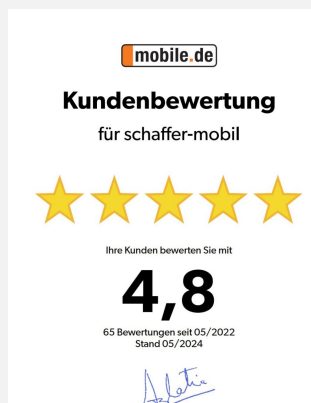 mobile.de
Kundenbewertung
für schaffer-mobil
Ihre Kunden bewerten Sie mit
4,8
65 Bewertungen seit 05/2022
Stand 05/2024